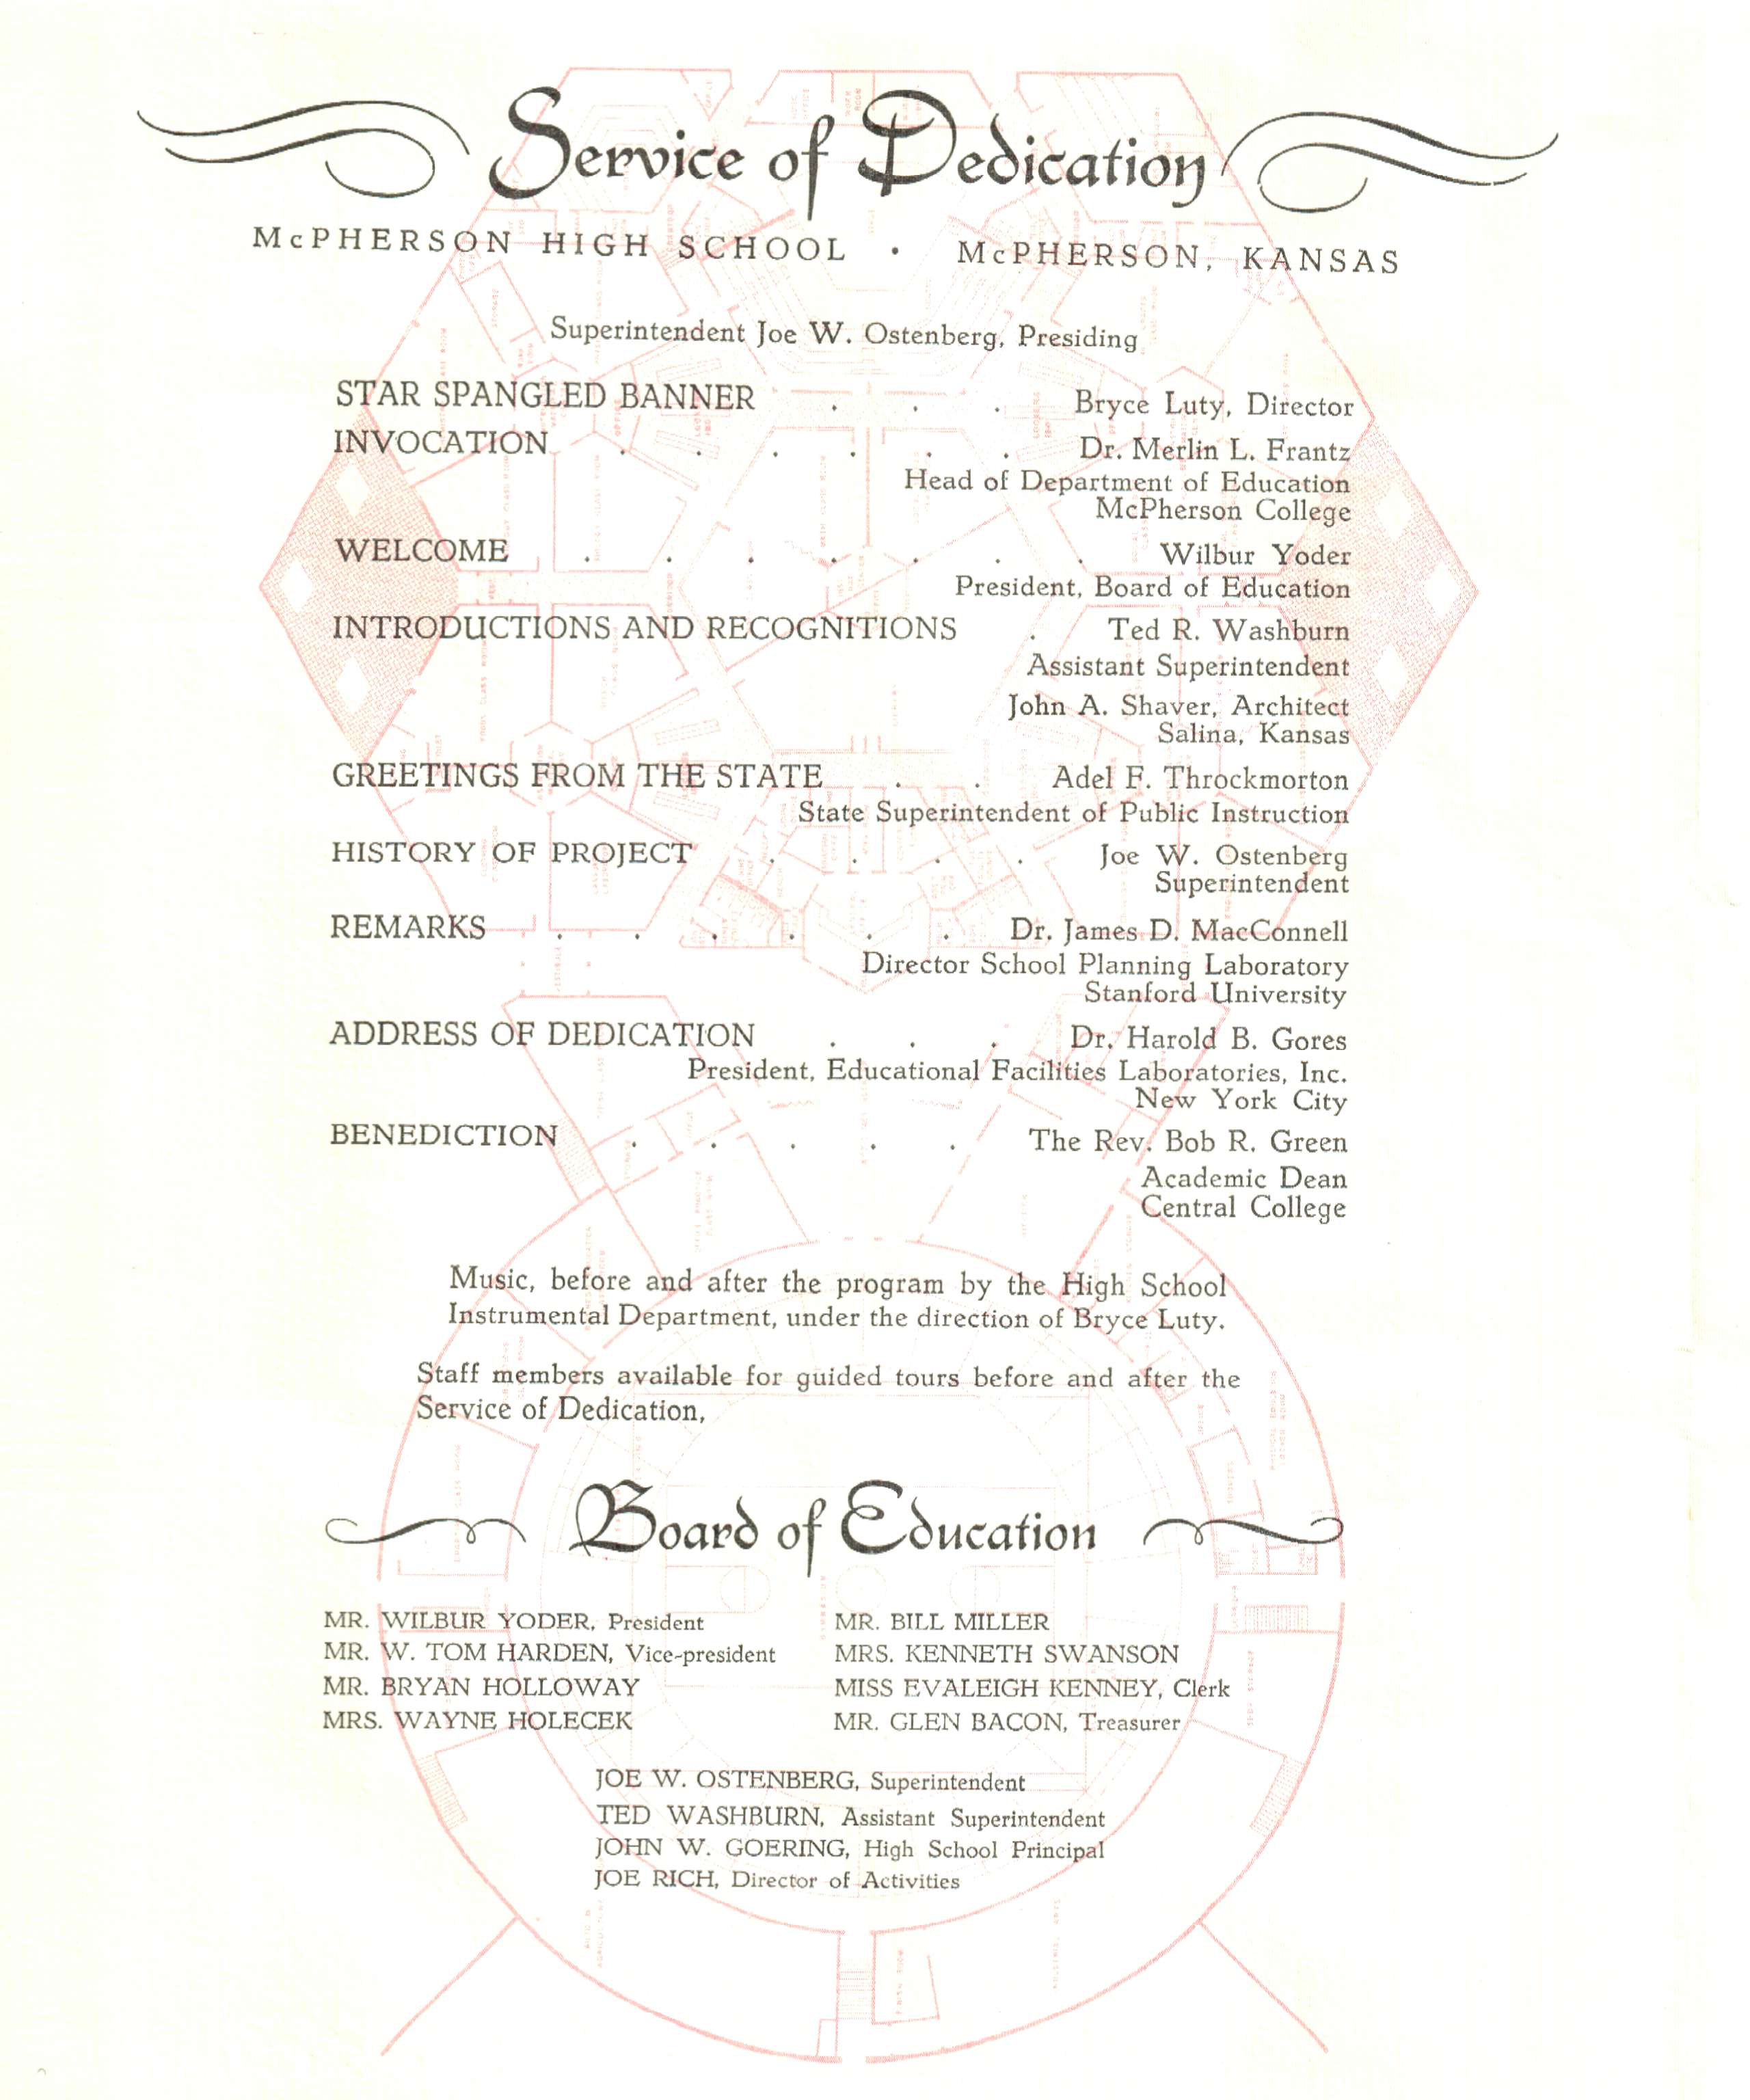 Service of Dedication
McPHERSON HIGH SCHOOL • McPHERSON, KANSAS
Superintendent Joe W. Ostenberg, Presiding
STAR SPANGLED BANNER . . . Bryce Luty, Director
INVOCATION . . . . . . Dr. Merlin L. Frantz
Head of Department of Education
McPherson College
WELCOME . . . . . . . Wilbur Yoder
President, Board of Education
INTRODUCTIONS AND RECOGNITIONS . Ted R. Washburn
Assistant Superintendent
John A. Shaver, Architect
Salina, Kansas
GREETINGS FROM THE STATE . . Adel F. Throckmorton
State Superintendent of Public Instruction
HISTORY OF PROJECT . . . . Joe W. Ostenberg
Superintendent
REMARKS . . . . . . Dr. James D. MacConnell
Director School Planning Laboratory
Stanford University
ADDRESS OF DEDICATION . . . Dr. Harold B. Gores
President, Educational Facilities Laboratories, Inc.
New York City
BENEDICTION . . . . . The Rev. Bob R. Green
Academic Dean
Central College
Music, before and after the program by the High School
Instrumental Department, under the direction of Bryce Luty.
Staff members available for guided tours before and after the
Service of Dedication,
Board of Education
MR. WILBUR YODER, President
MR. W. TOM HARDEN, Vice-president
MR. BRYAN HOLLOWAY
MRS. WAYNE HOLECEK
MR. BILL MILLER
MRS. KENNETH SWANSON
MISS EVALEIGH KENNEY, Clerk
MR. GLEN BACON, Treasurer
JOE W. OSTENBERG, Superintendent
TED WASHBURN, Assistant Superintendent
JOHN W. GOERING, High School Principal
JOE RICH, Director of Activities